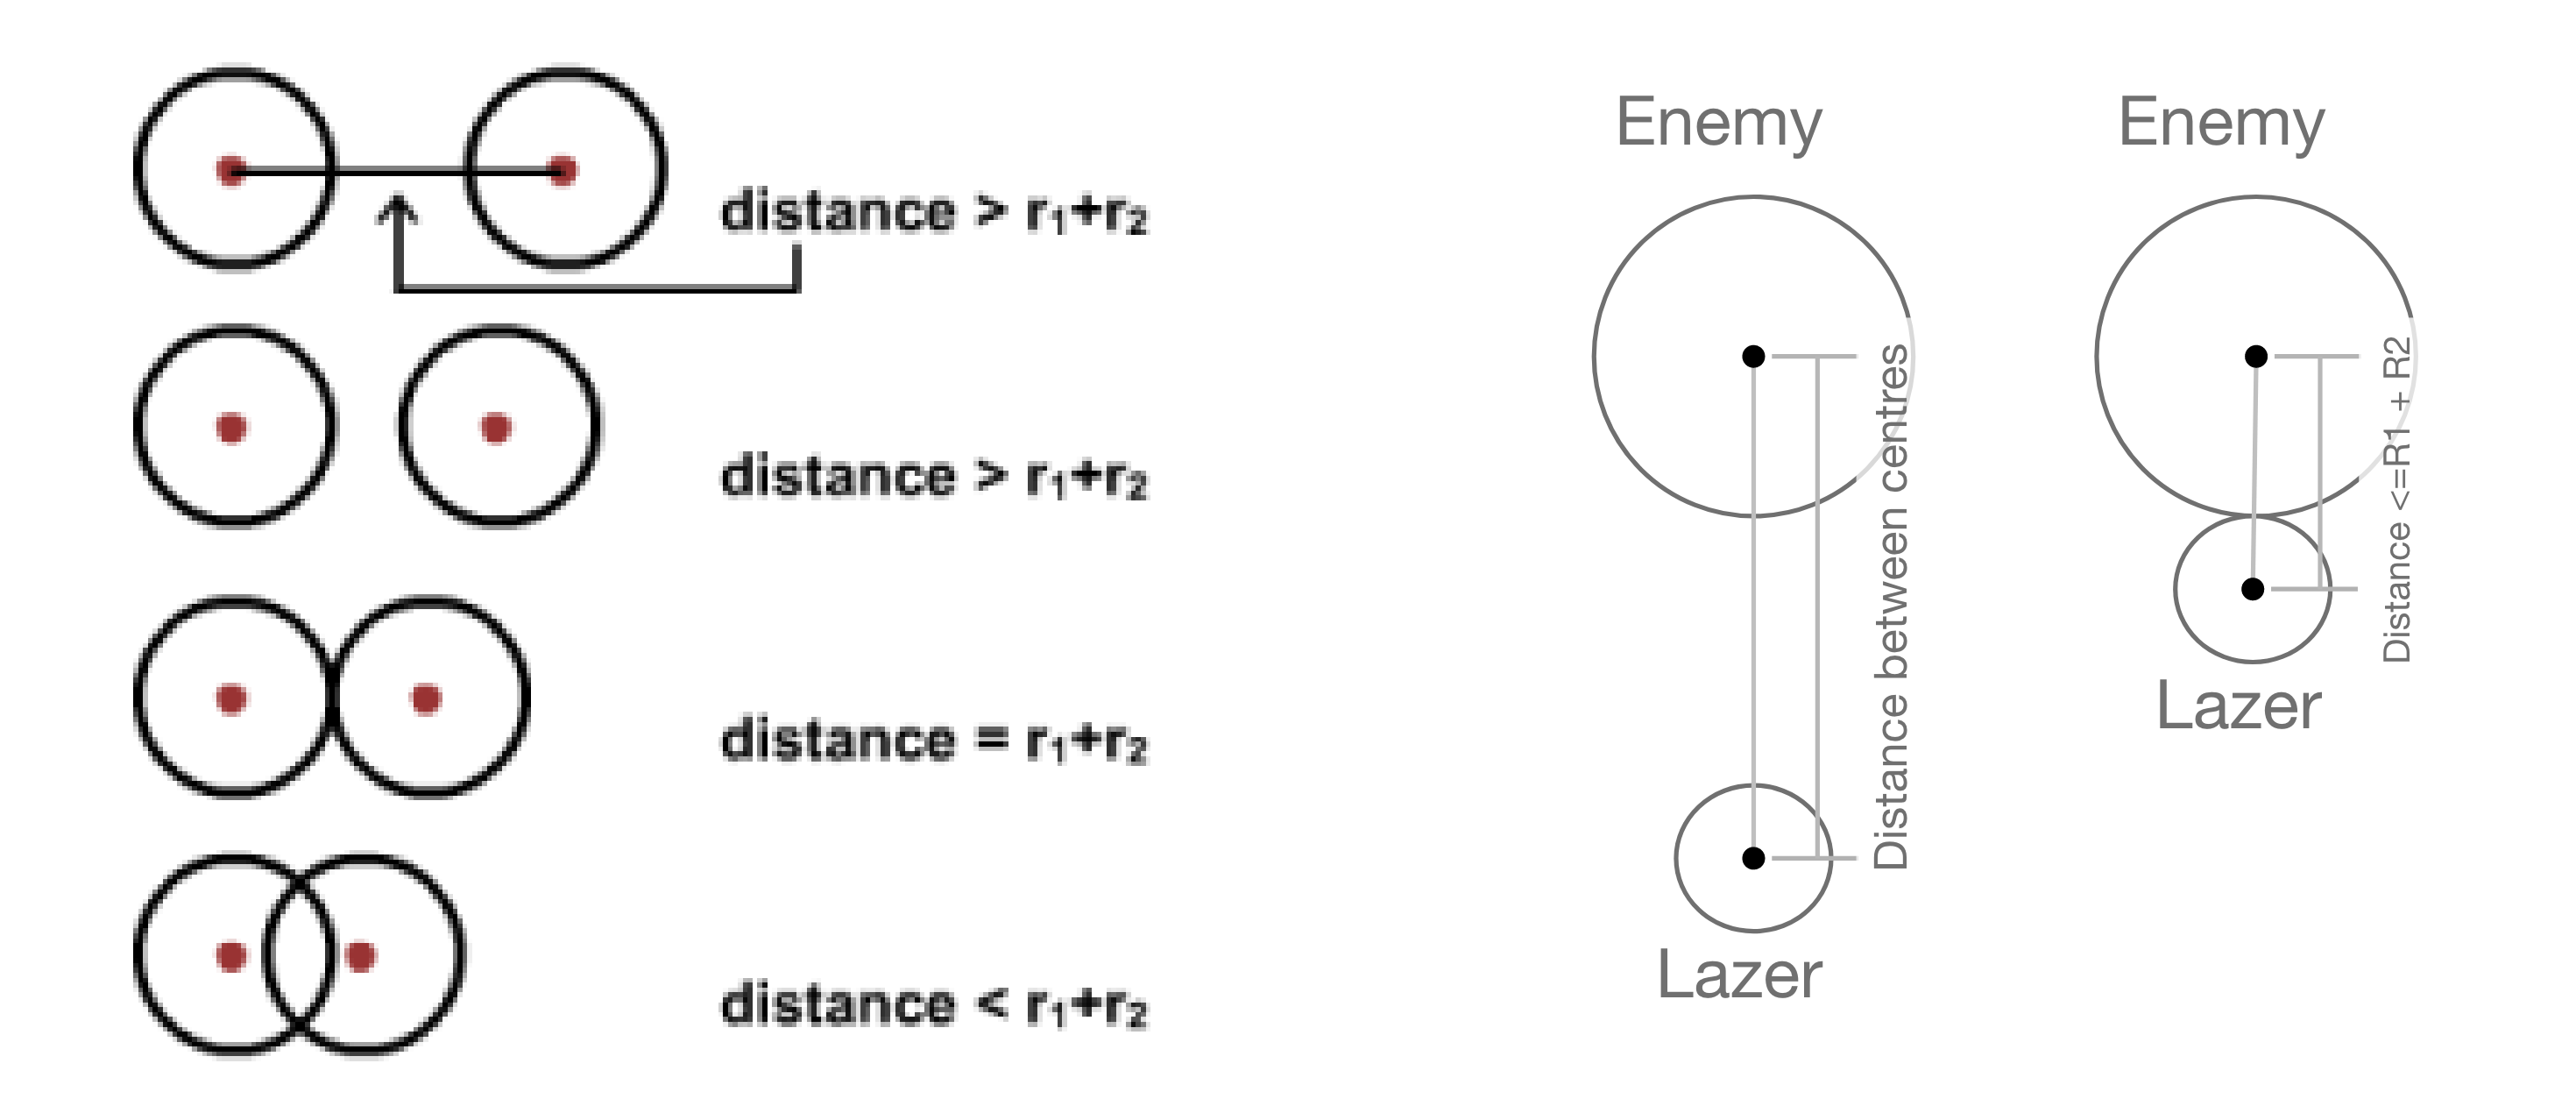 distance > r₁+r₂
distance > r₁+r₂
distance = r₁+r₂
distance < r₁+r₂
Enemy
Distance between centres
Lazer
Enemy
Distance <=R1 + R2
Lazer